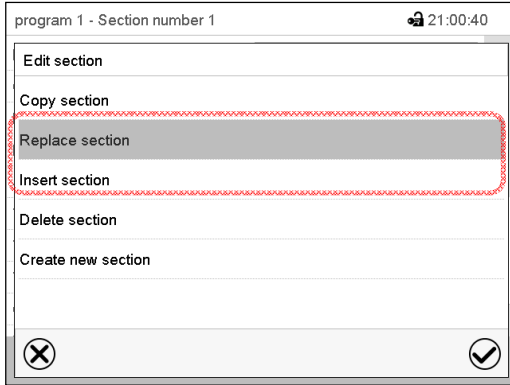 program 1 - Section number 1 21:00:40
Edit section
Copy section
Replace section
Insert section
Delete section
Create new section